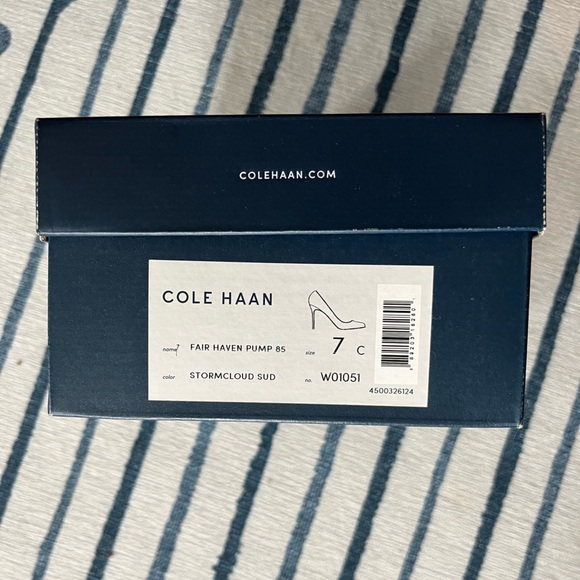 COLEHAAN.COM
COLE HAAN
name FAIR HAVEN PUMP 85 size 7 C
color STORMCLOUD SUD no. W01051
4500326124